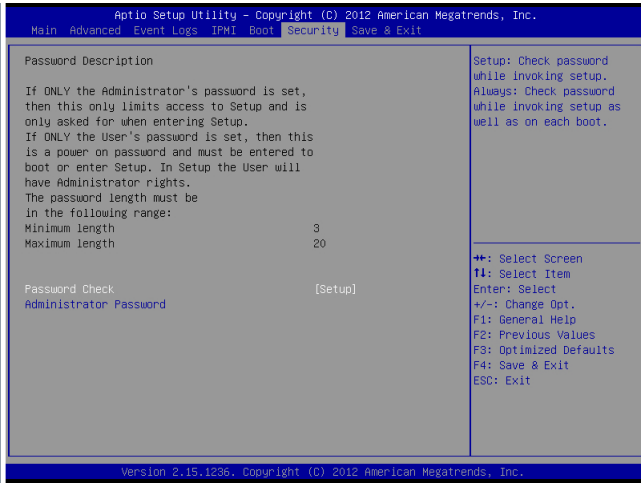 Aptio Setup Utility – Copyright (C) 2012 American Megatrends, Inc.
Main Advanced Event Logs IPMI Boot Security Save & Exit
Password Description
If ONLY the Administrator's password is set,
then this only limits access to Setup and is
only asked for when entering Setup.
If ONLY the User's password is set, then this
is a power on password and must be entered to
boot or enter Setup. In Setup the User will
have Administrator rights.
The password length must be
in the following range:
Minimum length 3
Maximum length 20
Password Check [Setup]
Administrator Password
Setup: Check password
while invoking setup.
Always: Check password
while invoking setup as
well as on each boot.
→←: Select Screen
↑↓: Select Item
Enter: Select
+/-: Change Opt.
F1: General Help
F2: Previous Values
F3: Optimized Defaults
F4: Save & Exit
ESC: Exit
Version 2.15.1236. Copyright (C) 2012 American Megatrends, Inc.